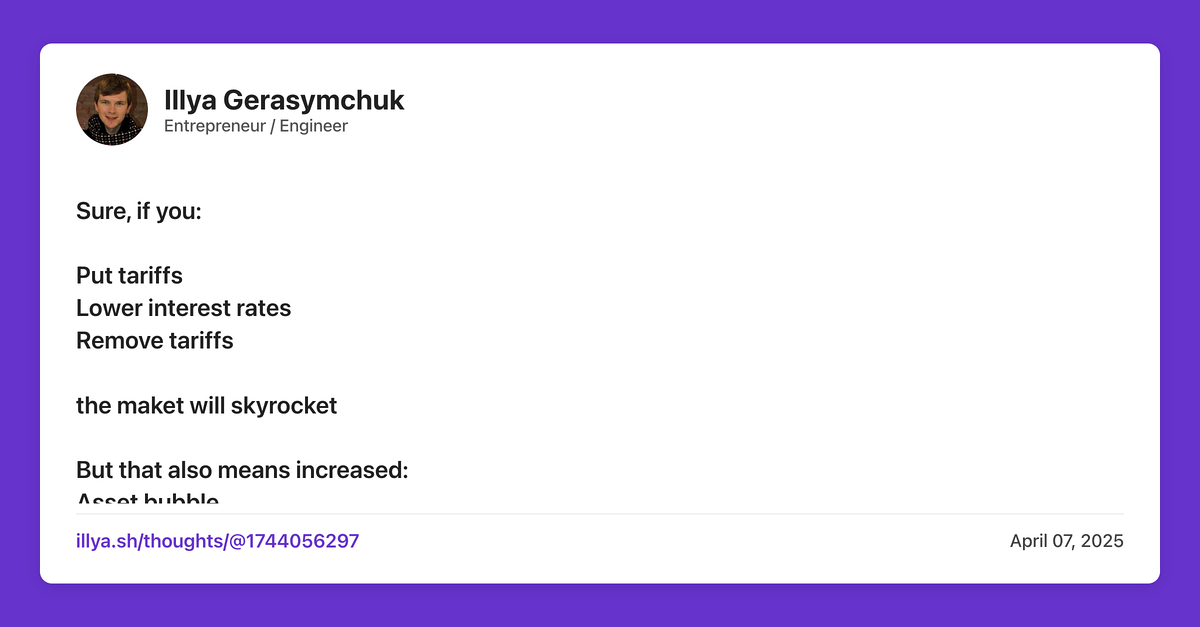 Illya Gerasymchuk
Entrepreneur / Engineer
Sure, if you:
Put tariffs
Lower interest rates
Remove tariffs
the maket will skyrocket
But that also means increased:
Asset bubble
illya.sh/thoughts/@1744056297
April 07, 2025